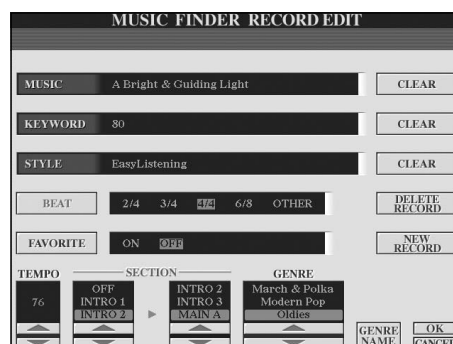 MUSIC FINDER RECORD EDIT
MUSIC A Bright & Guiding Light CLEAR
KEYWORD 80 CLEAR
STYLE EasyListening CLEAR
BEAT 2/4 3/4 4/4 6/8 OTHER DELETE RECORD
FAVORITE ON OFF NEW RECORD
TEMPO SECTION GENRE
76
OFF
INTRO 1
INTRO 2
INTRO 2
INTRO 3
MAIN A
March & Polka
Modern Pop
Oldies
GENRE NAME
OK
CANCEL